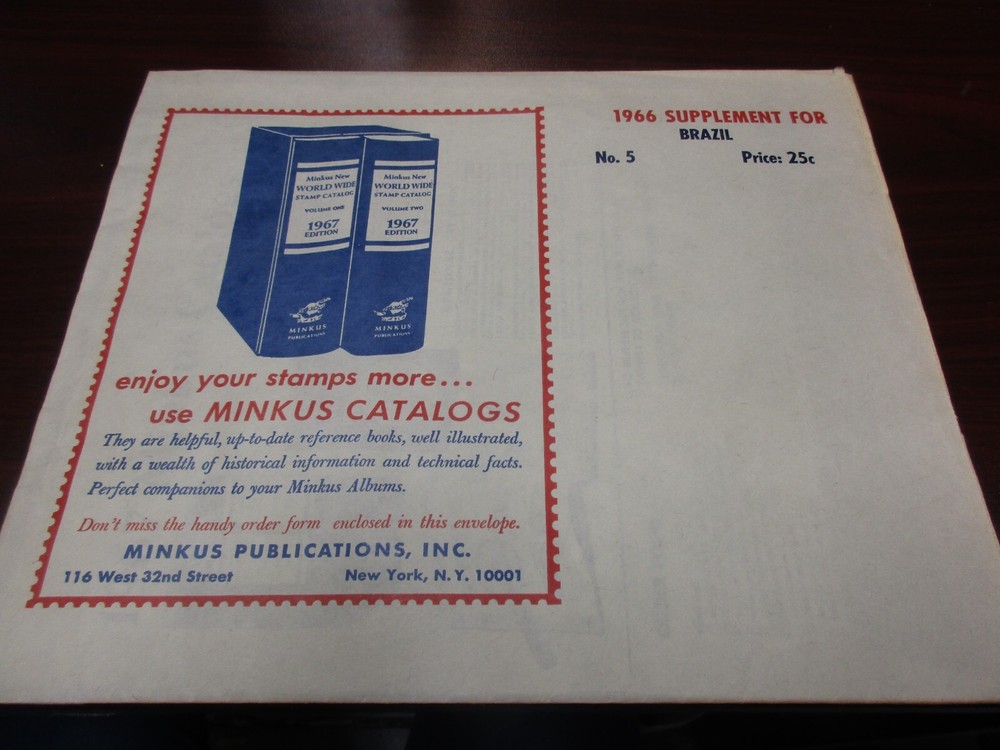 1966 SUPPLEMENT FOR
BRAZIL
No. 5 Price: 25c
Minkus New
WORLD WIDE
STAMP CATALOG
VOLUME ONE
1967
EDITION
MINKUS
PUBLICATIONS
Minkus New
WORLD WIDE
STAMP CATALOG
VOLUME TWO
1967
EDITION
MINKUS
PUBLICATIONS
enjoy your stamps more...
use MINKUS CATALOGS
They are helpful, up-to-date reference books, well illustrated,
with a wealth of historical information and technical facts.
Perfect companions to your Minkus Albums.
Don't miss the handy order form enclosed in this envelope.
MINKUS PUBLICATIONS, INC.
116 West 32nd Street New York, N.Y. 10001